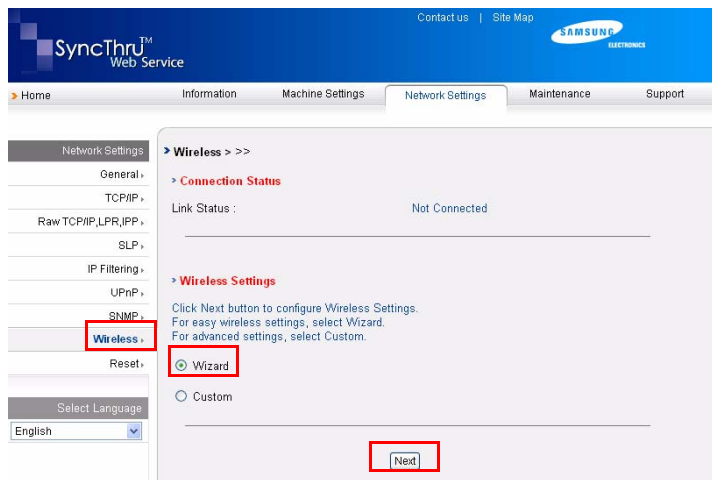 Contact us | Site Map
SAMSUNG
ELECTRONICS
SyncThru™
Web Service
Home
Information
Machine Settings
Network Settings
Maintenance
Support
Network Settings
General
TCP/IP
Raw TCP/IP,LPR,IPP
SLP
IP Filtering
UPnP
SNMP
Wireless
Reset
Select Language
English
Wireless > >>
Connection Status
Link Status : Not Connected
Wireless Settings
Click Next button to configure Wireless Settings.
For easy wireless settings, select Wizard.
For advanced settings, select Custom.
Wizard
Custom
Next